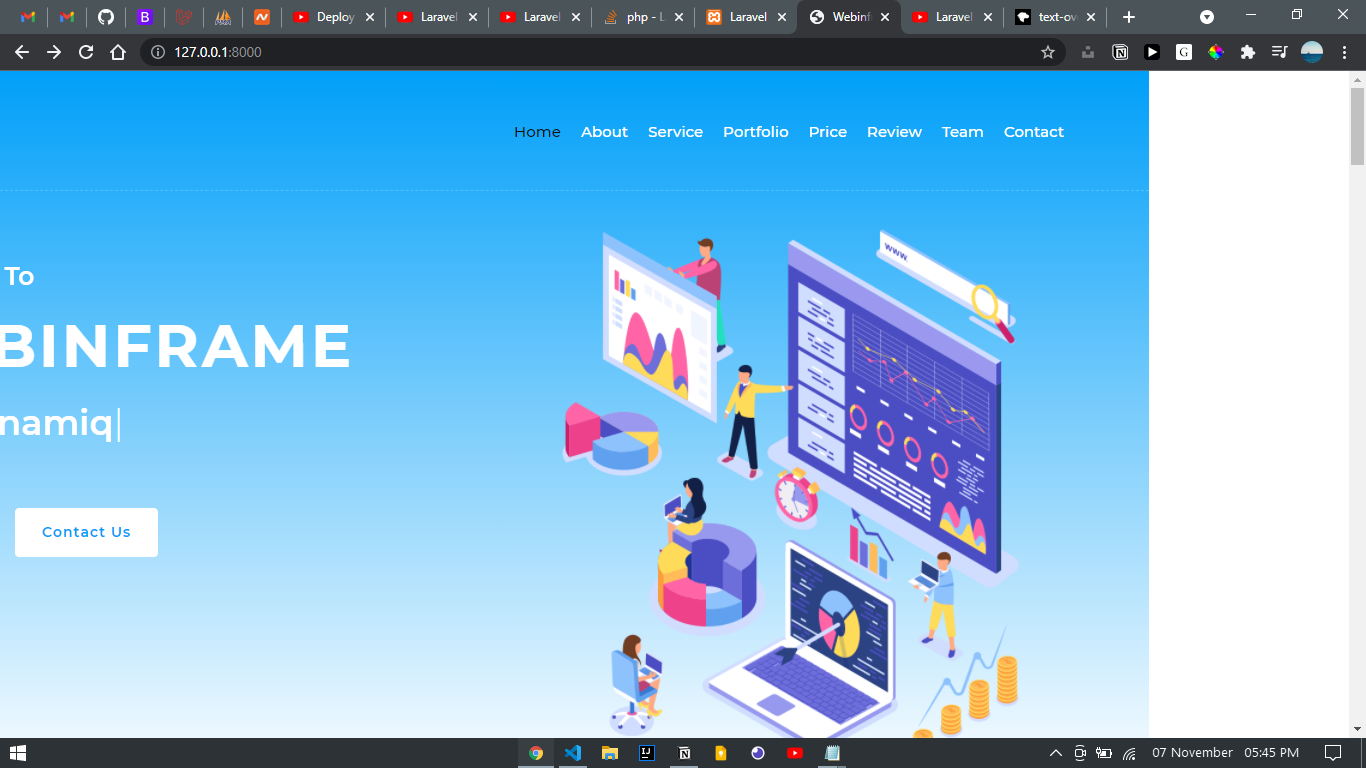 Deploy
Laravel
Laravel
php - L
Laravel
Webinf
Laravel
text-ov
127.0.0.1:8000
Home About Service Portfolio Price Review Team Contact
www.
To
BINFRAME
namiq|
Contact Us
07 November 05:45 PM